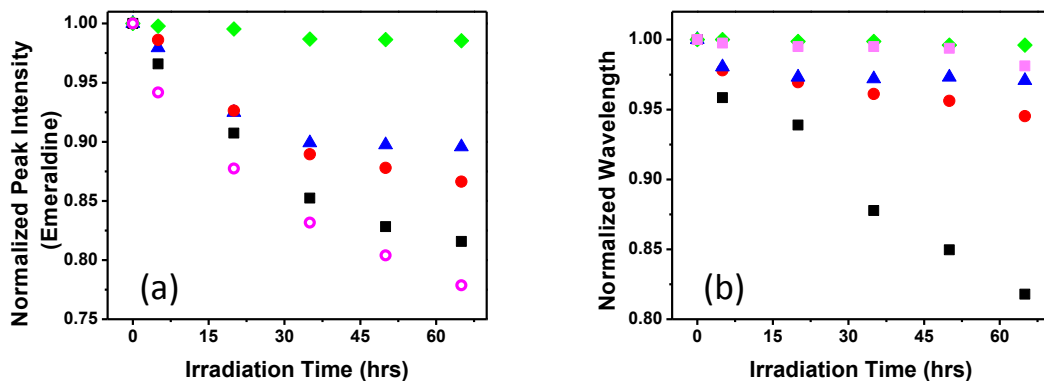 1.00
0.95
0.90
0.85
0.80
0.75
Normalized Peak Intensity
(Emeraldine)
(a)
0 15 30 45 60
Irradiation Time (hrs)
1.00
0.95
0.90
0.85
0.80
Normalized Wavelength
(b)
0 15 30 45 60
Irradiation Time (hrs)